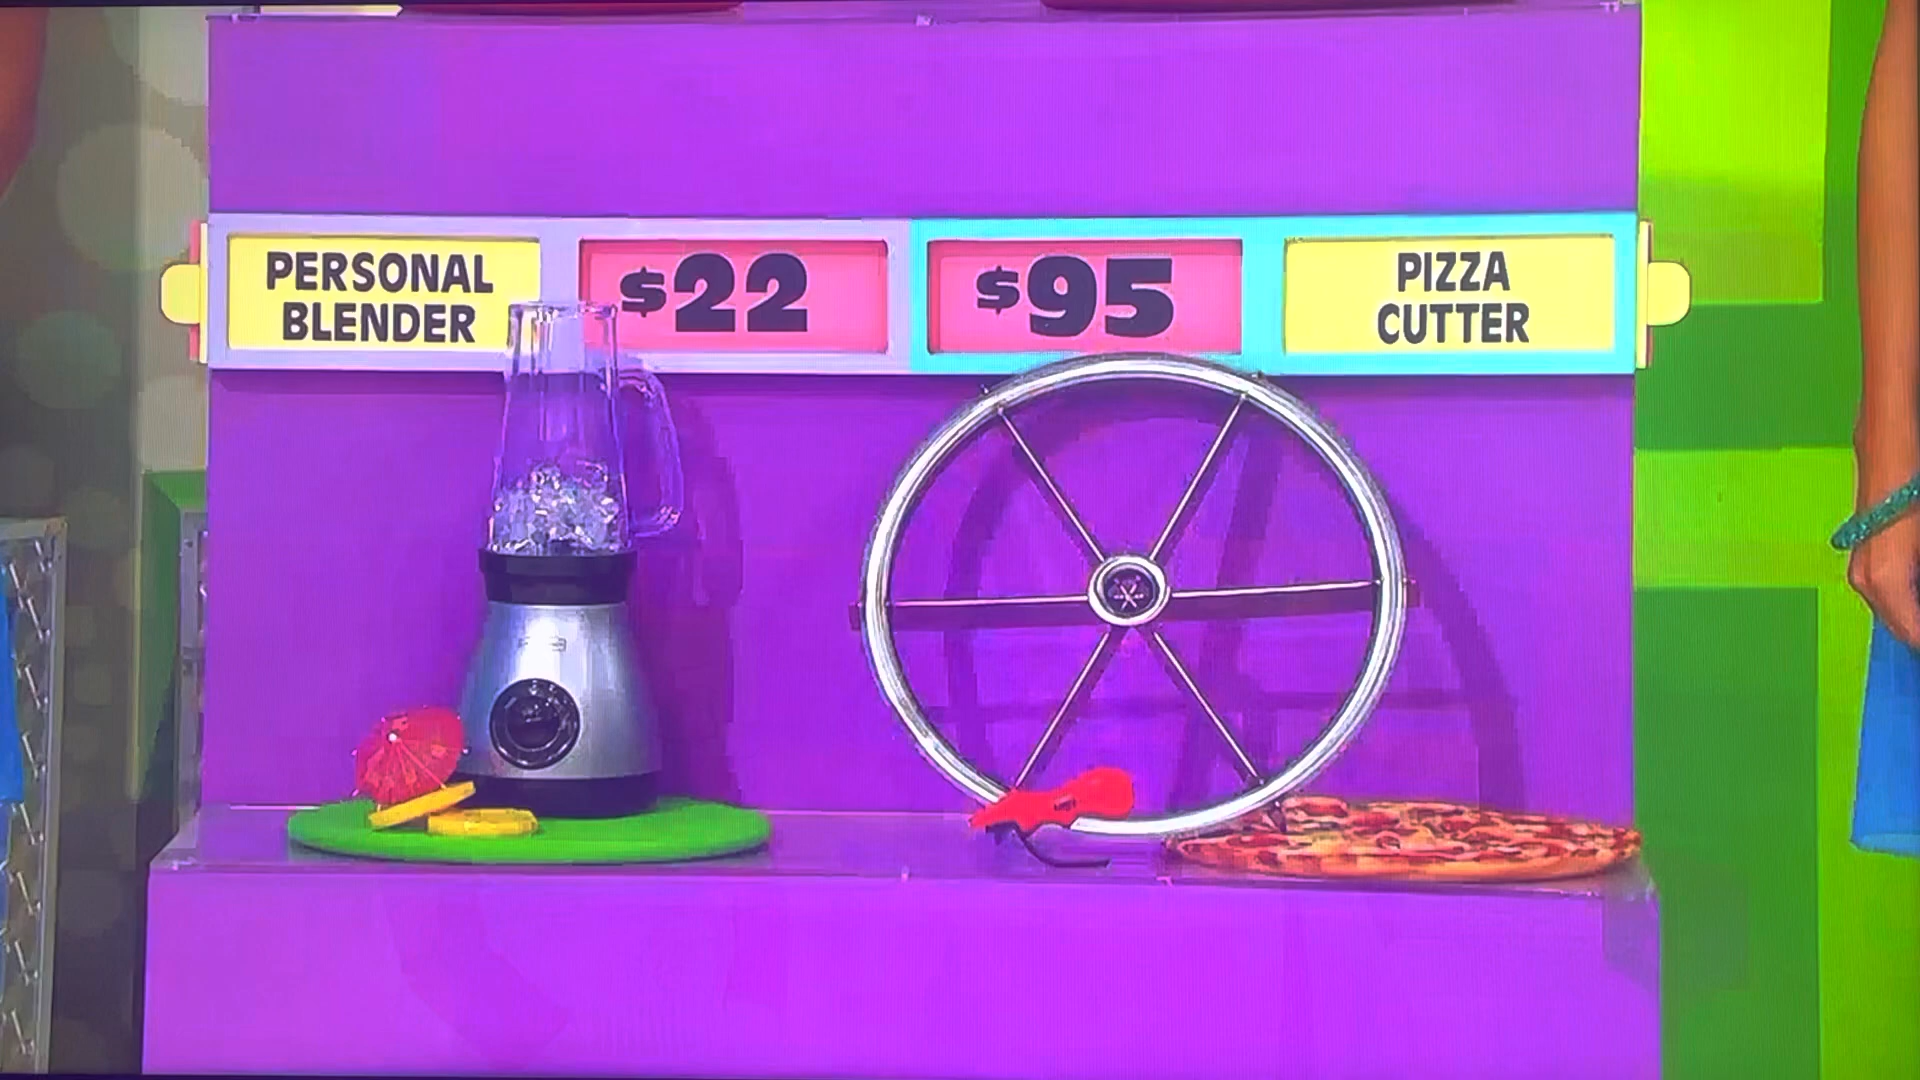 PERSONAL
BLENDER
$22
$95
PIZZA
CUTTER